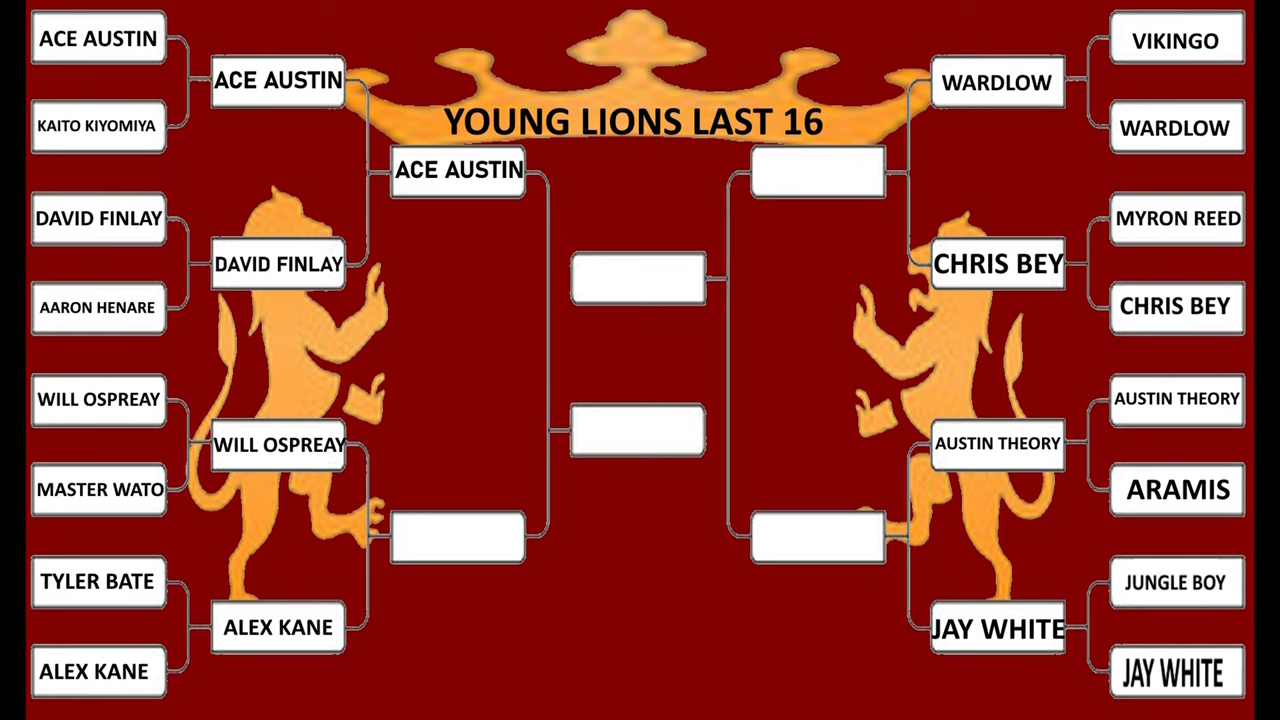 YOUNG LIONS LAST 16
ACE AUSTIN
KAITO KIYOMIYA
DAVID FINLAY
AARON HENARE
WILL OSPREAY
MASTER WATO
TYLER BATE
ALEX KANE
ACE AUSTIN
DAVID FINLAY
WILL OSPREAY
ALEX KANE
ACE AUSTIN
WARDLOW
CHRIS BEY
AUSTIN THEORY
JAY WHITE
VIKINGO
WARDLOW
MYRON REED
CHRIS BEY
AUSTIN THEORY
ARAMIS
JUNGLE BOY
JAY WHITE